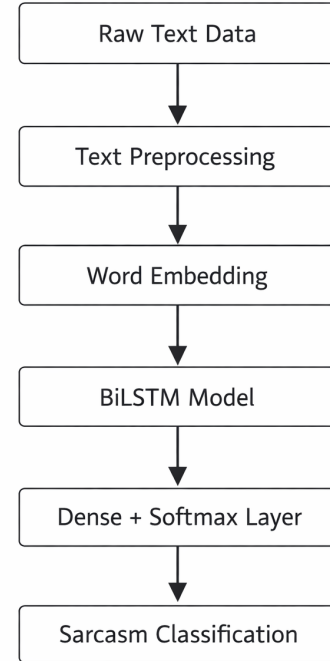 Raw Text Data
Text Preprocessing
Word Embedding
BiLSTM Model
Dense + Softmax Layer
Sarcasm Classification